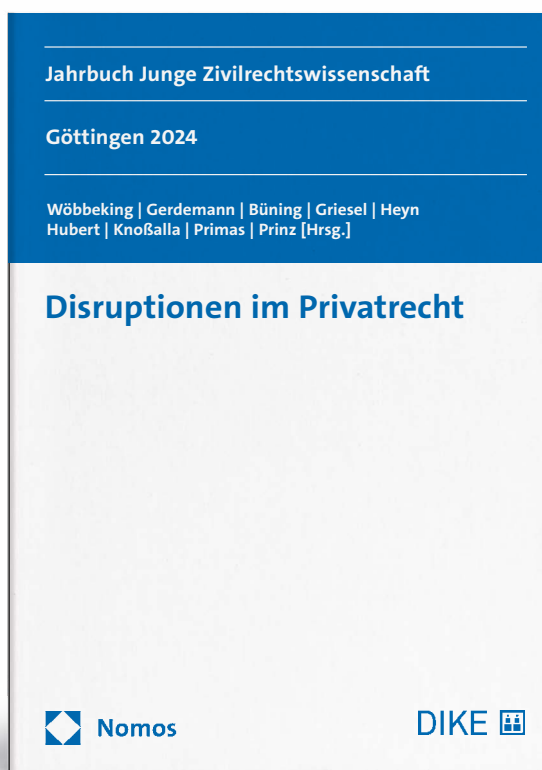 Jahrbuch Junge Zivilrechtswissenschaft
Göttingen 2024
Wöbbeking | Gerdemann | Büning | Griesel | Heyn
Hubert | Knoßalla | Primas | Prinz [Hrsg.]
Disruptionen im Privatrecht
Nomos
DIKE